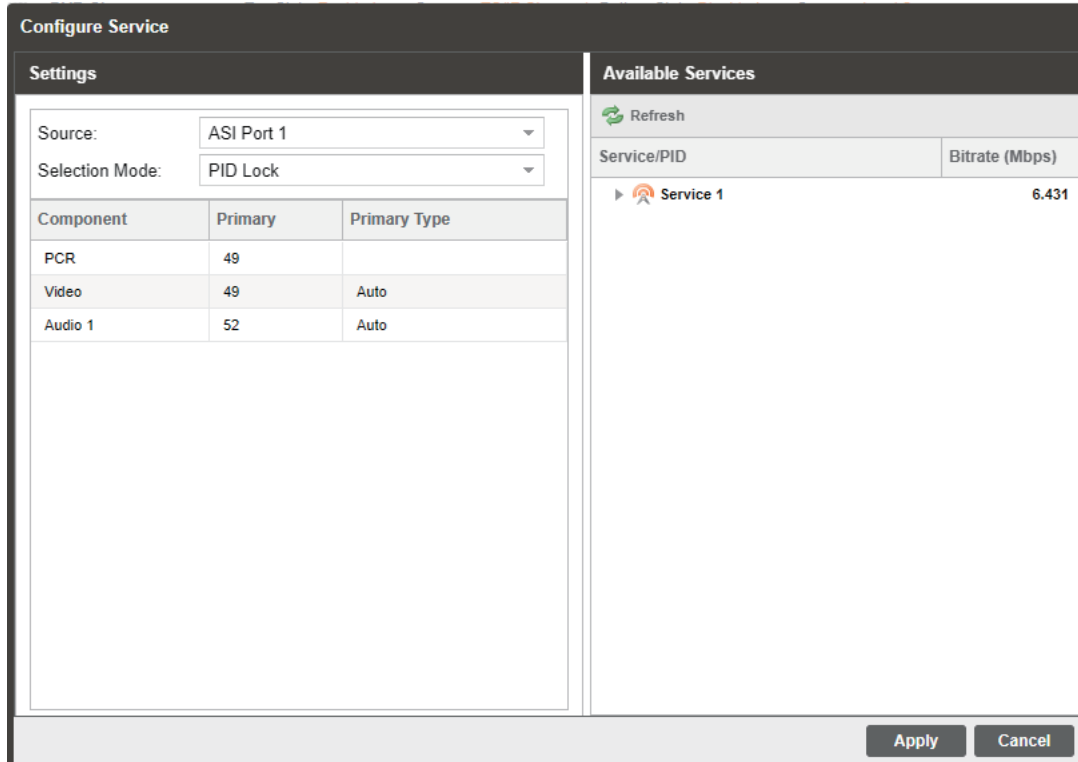 Configure Service
Settings
Source: ASI Port 1
Selection Mode: PID Lock
Component Primary Primary Type
PCR 49
Video 49 Auto
Audio 1 52 Auto
Available Services
Refresh
Service/PID Bitrate (Mbps)
Service 1 6.431
Apply Cancel